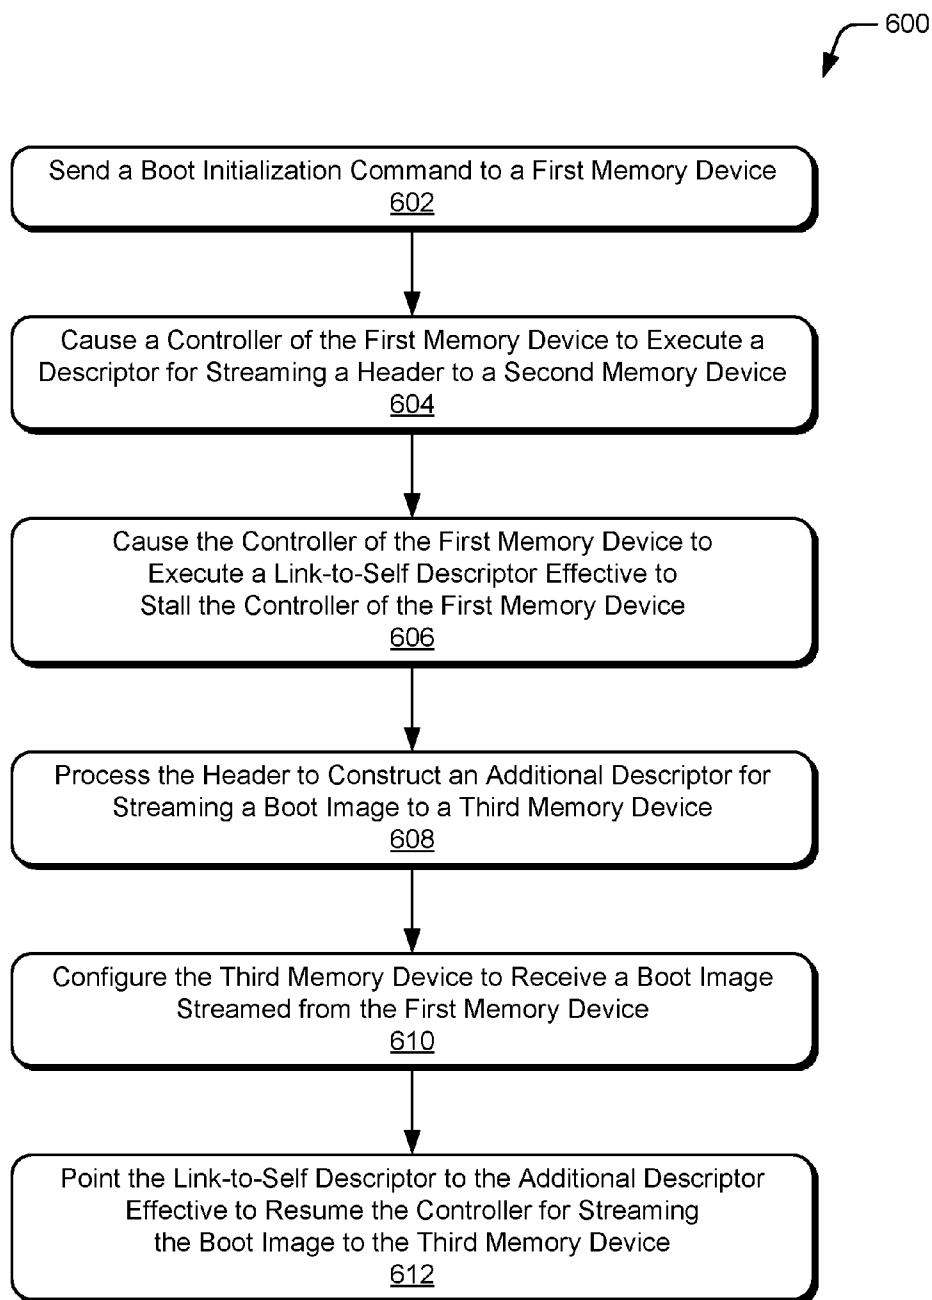 600
Send a Boot Initialization Command to a First Memory Device
602
Cause a Controller of the First Memory Device to Execute a
Descriptor for Streaming a Header to a Second Memory Device
604
Cause the Controller of the First Memory Device to
Execute a Link-to-Self Descriptor Effective to
Stall the Controller of the First Memory Device
606
Process the Header to Construct an Additional Descriptor for
Streaming a Boot Image to a Third Memory Device
608
Configure the Third Memory Device to Receive a Boot Image
Streamed from the First Memory Device
610
Point the Link-to-Self Descriptor to the Additional Descriptor
Effective to Resume the Controller for Streaming
the Boot Image to the Third Memory Device
612